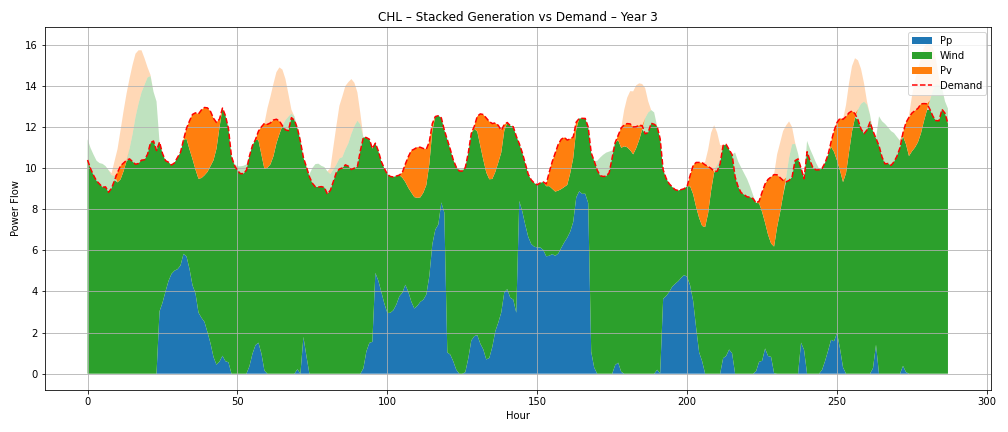 CHL – Stacked Generation vs Demand – Year 3
Power Flow
16
14
12
10
8
6
4
2
0
Pp
Wind
Pv
Demand
0 50 100 150 200 250 300
Hour